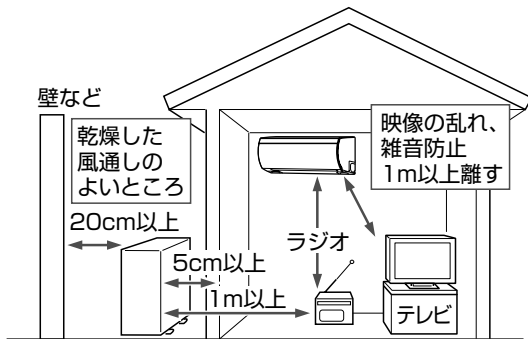 壁など
乾燥した
風通しの
よいところ
20cm以上
5cm以上
1m以上
映像の乱れ、
雑音防止
1m以上離す
ラジオ
テレビ